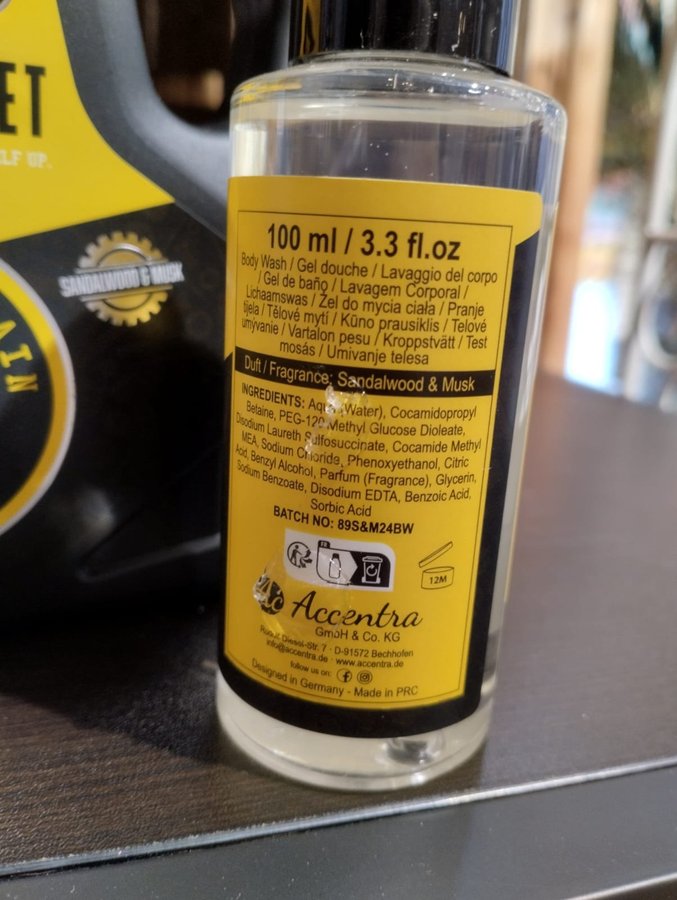 ET
LF UP.
SANDALWOOD & MUSK
100 ml / 3.3 fl.oz
Body Wash / Gel douche / Lavaggio del corpo
/ Gel de baño / Lavagem Corporal /
Lichaamswas / Żel do mycia ciała / Pranje
tijela / Tělové mytí / Kūno prausiklis / Telové
umývanie / Vartalon pesu / Kroppstvätt / Test
mosás / Umivanje telesa
Duft / Fragrance: Sandalwood & Musk
INGREDIENTS: Aqua (Water), Cocamidopropyl
Betaine, PEG-120 Methyl Glucose Dioleate,
Disodium Laureth Sulfosuccinate, Cocamide Methyl
MEA, Sodium Chloride, Phenoxyethanol, Citric
Acid, Benzyl Alcohol, Parfum (Fragrance), Glycerin,
Sodium Benzoate, Disodium EDTA, Benzoic Acid,
Sorbic Acid
BATCH NO: 89S&M24BW
FR
12M
Ac Accentra
GmbH & Co. KG
Rudolf-Diesel-Str. 7 · D-91572 Bechhofen
info@accentra.de · www.accentra.de
follow us on:
Designed in Germany - Made in PRC